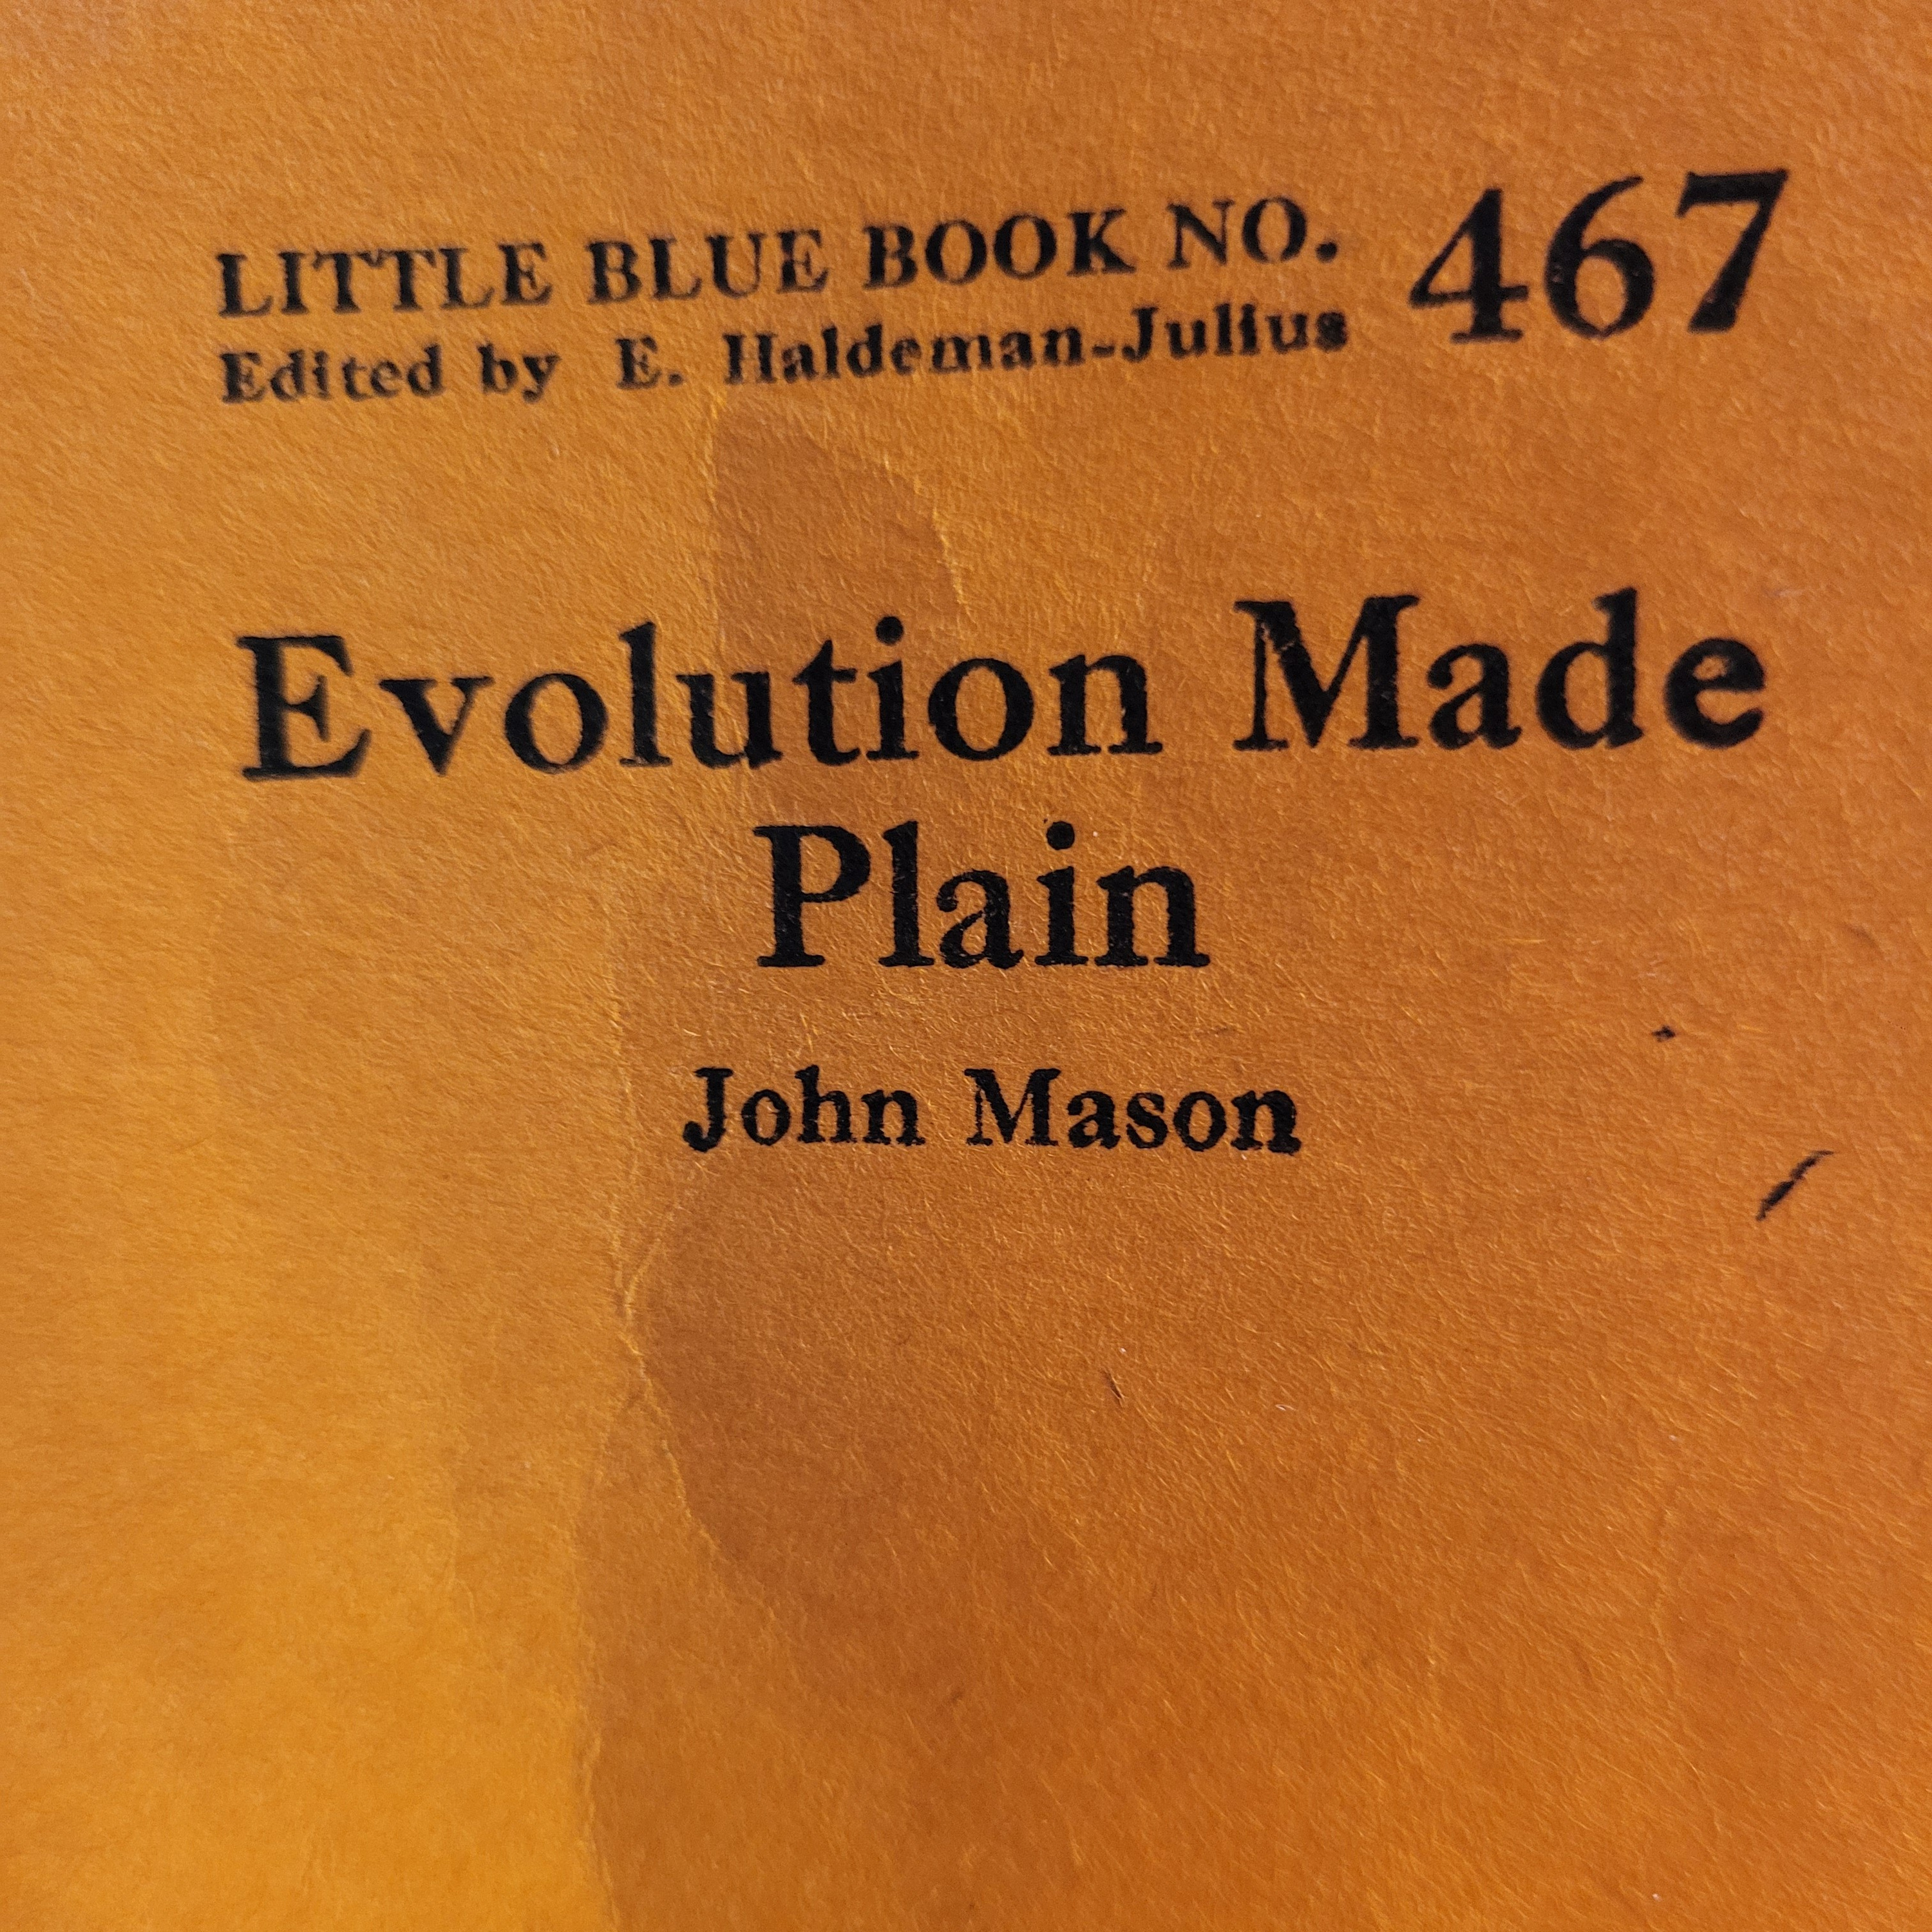 LITTLE BLUE BOOK NO. 467
Edited by E. Haldeman-Julius
Evolution Made
Plain
John Mason